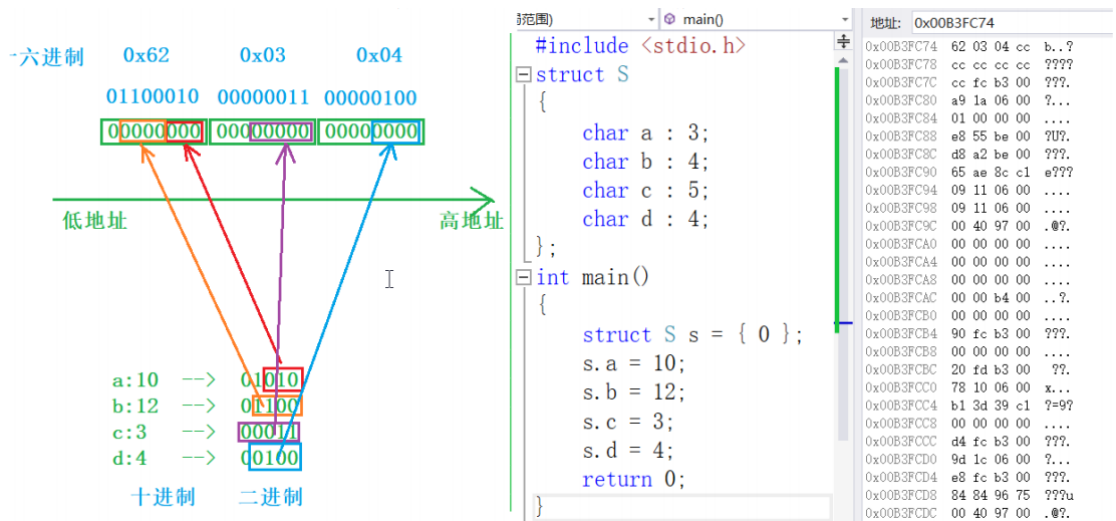 十六进制 0x62 0x03 0x04
01100010 00000011 00000100
00000000 00000000 00000000
低地址 高地址
a:10 --> 01010
b:12 --> 01100
c:3 --> 00011
d:4 --> 00100
十进制 二进制
局范围) main()
#include <stdio.h>
struct S
{
char a : 3;
char b : 4;
char c : 5;
char d : 4;
};
int main()
{
struct S s = { 0 };
s.a = 10;
s.b = 12;
s.c = 3;
s.d = 4;
return 0;
}
地址: 0x00B3FC74
0x00B3FC74 62 03 04 cc b..?
0x00B3FC78 cc cc cc cc ????
0x00B3FC7C cc fc b3 00 ???.
0x00B3FC80 a9 1a 06 00 ?...
0x00B3FC84 01 00 00 00 ....
0x00B3FC88 e8 55 be 00 ?U?.
0x00B3FC8C d8 a2 be 00 ???.
0x00B3FC90 65 ae 8c c1 e???
0x00B3FC94 09 11 06 00 ....
0x00B3FC98 09 11 06 00 ....
0x00B3FC9C 00 40 97 00 .@?.
0x00B3FCA0 00 00 00 00 ....
0x00B3FCA4 00 00 00 00 ....
0x00B3FCA8 00 00 00 00 ....
0x00B3FCAC 00 00 b4 00 ..?.
0x00B3FCB0 00 00 00 00 ....
0x00B3FCB4 90 fc b3 00 ???.
0x00B3FCB8 00 00 00 00 ....
0x00B3FCBC 20 fd b3 00 ??.
0x00B3FCC0 78 10 06 00 x...
0x00B3FCC4 b1 3d 39 c1 ?=9?
0x00B3FCC8 00 00 00 00 ....
0x00B3FCCC d4 fc b3 00 ???.
0x00B3FCD0 9d 1c 06 00 ?...
0x00B3FCD4 e8 fc b3 00 ???.
0x00B3FCD8 84 84 96 75 ???u
0x00B3FCDC 00 40 97 00 .@?.